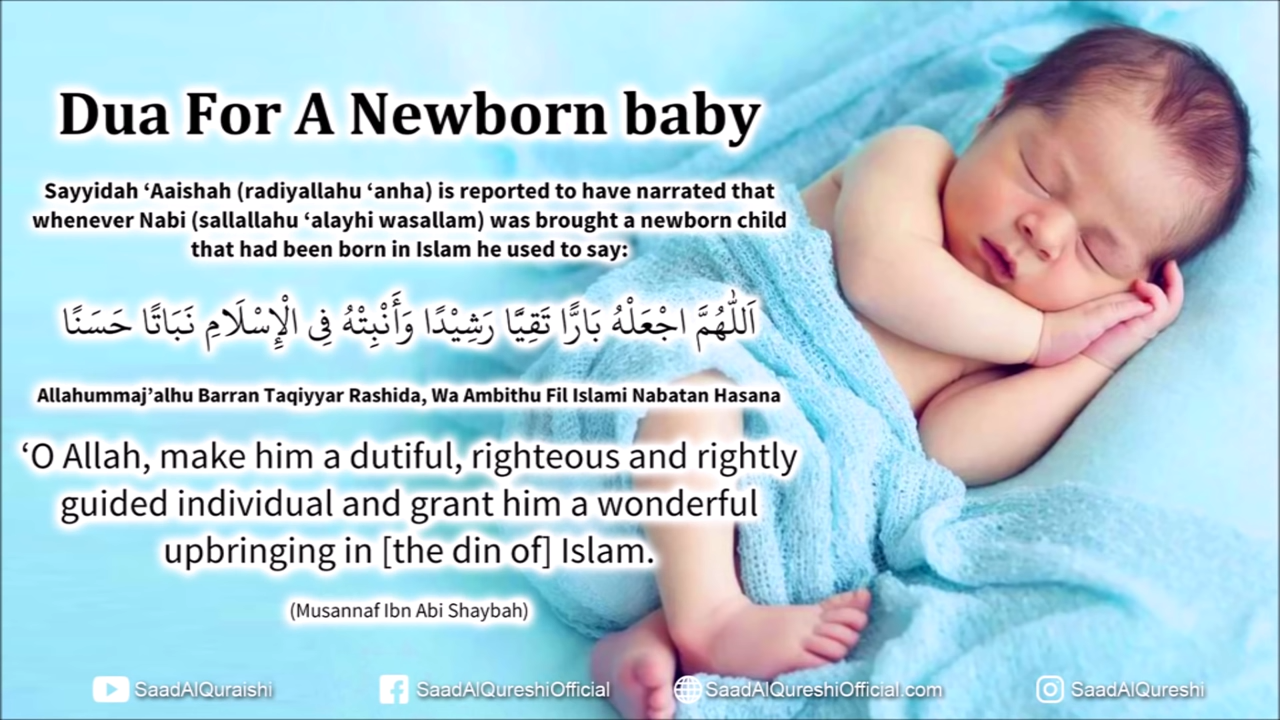 Dua For A Newborn baby
Sayyidah ‘Aaishah (radiyallahu ‘anha) is reported to have narrated that
whenever Nabi (sallallahu ‘alayhi wasallam) was brought a newborn child
that had been born in Islam he used to say:
اَللّٰهُمَّ اجْعَلْهُ بَارًّا تَقِيًّا رَشِيْدًا وَأَنْبِتْهُ فِى الْإِسْلَامِ نَبَاتًا حَسَنًا
Allahummaj’alhu Barran Taqiyyar Rashida, Wa Ambithu Fil Islami Nabatan Hasana
‘O Allah, make him a dutiful, righteous and rightly
guided individual and grant him a wonderful
upbringing in [the din of] Islam.
(Musannaf Ibn Abi Shaybah)
SaadAlQuraishi SaadAlQureshiOfficial SaadAlQureshiOfficial.com SaadAlQureshi